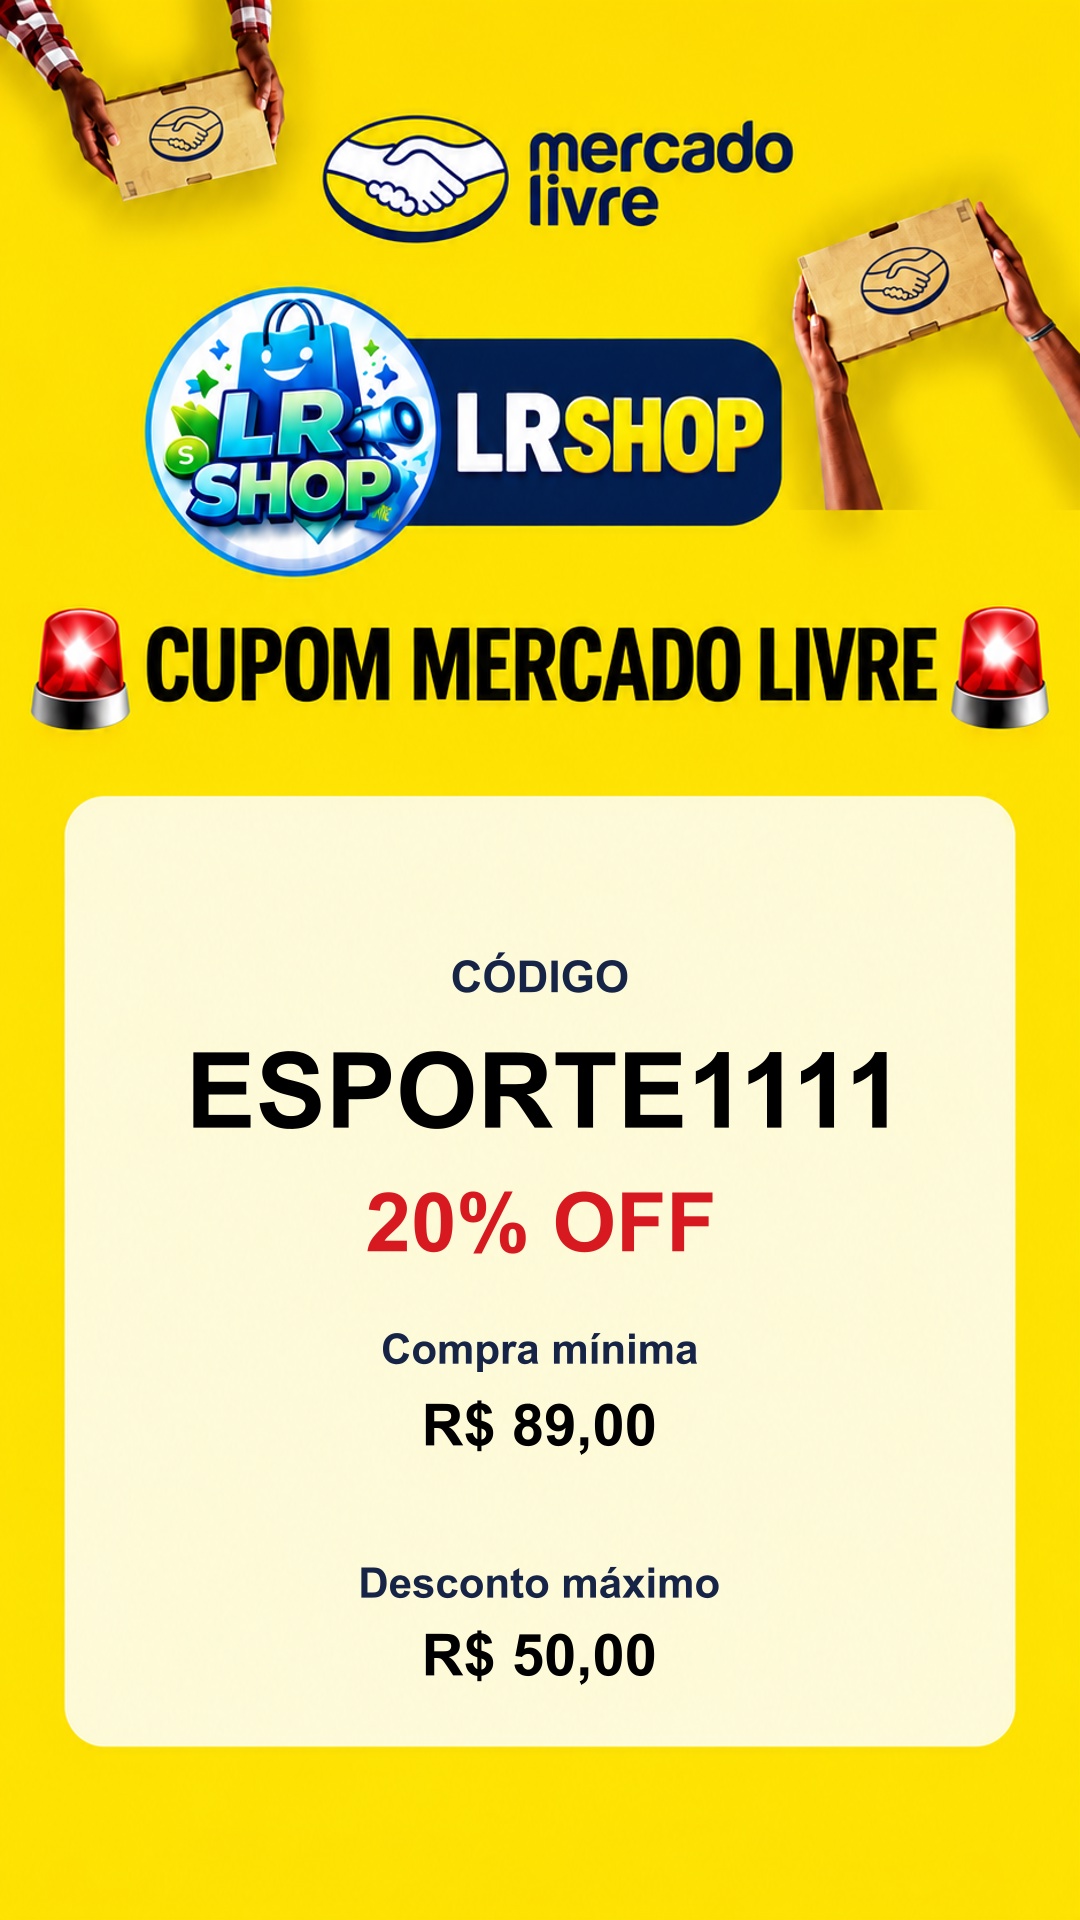 mercado
livre
LR
SHOP
S
LRSHOP
CUPOM MERCADO LIVRE
CÓDIGO
ESPORTE1111
20% OFF
Compra mínima
R$ 89,00
Desconto máximo
R$ 50,00